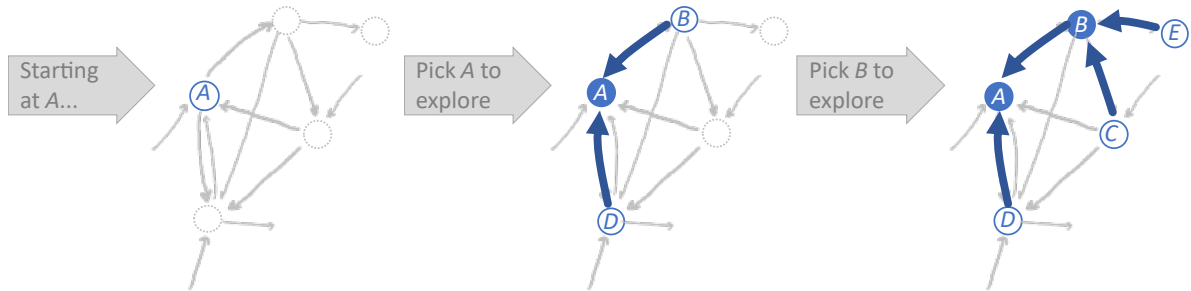 Starting
at A...
A
Pick A to
explore
B
A
D
Pick B to
explore
B
E
A
C
D